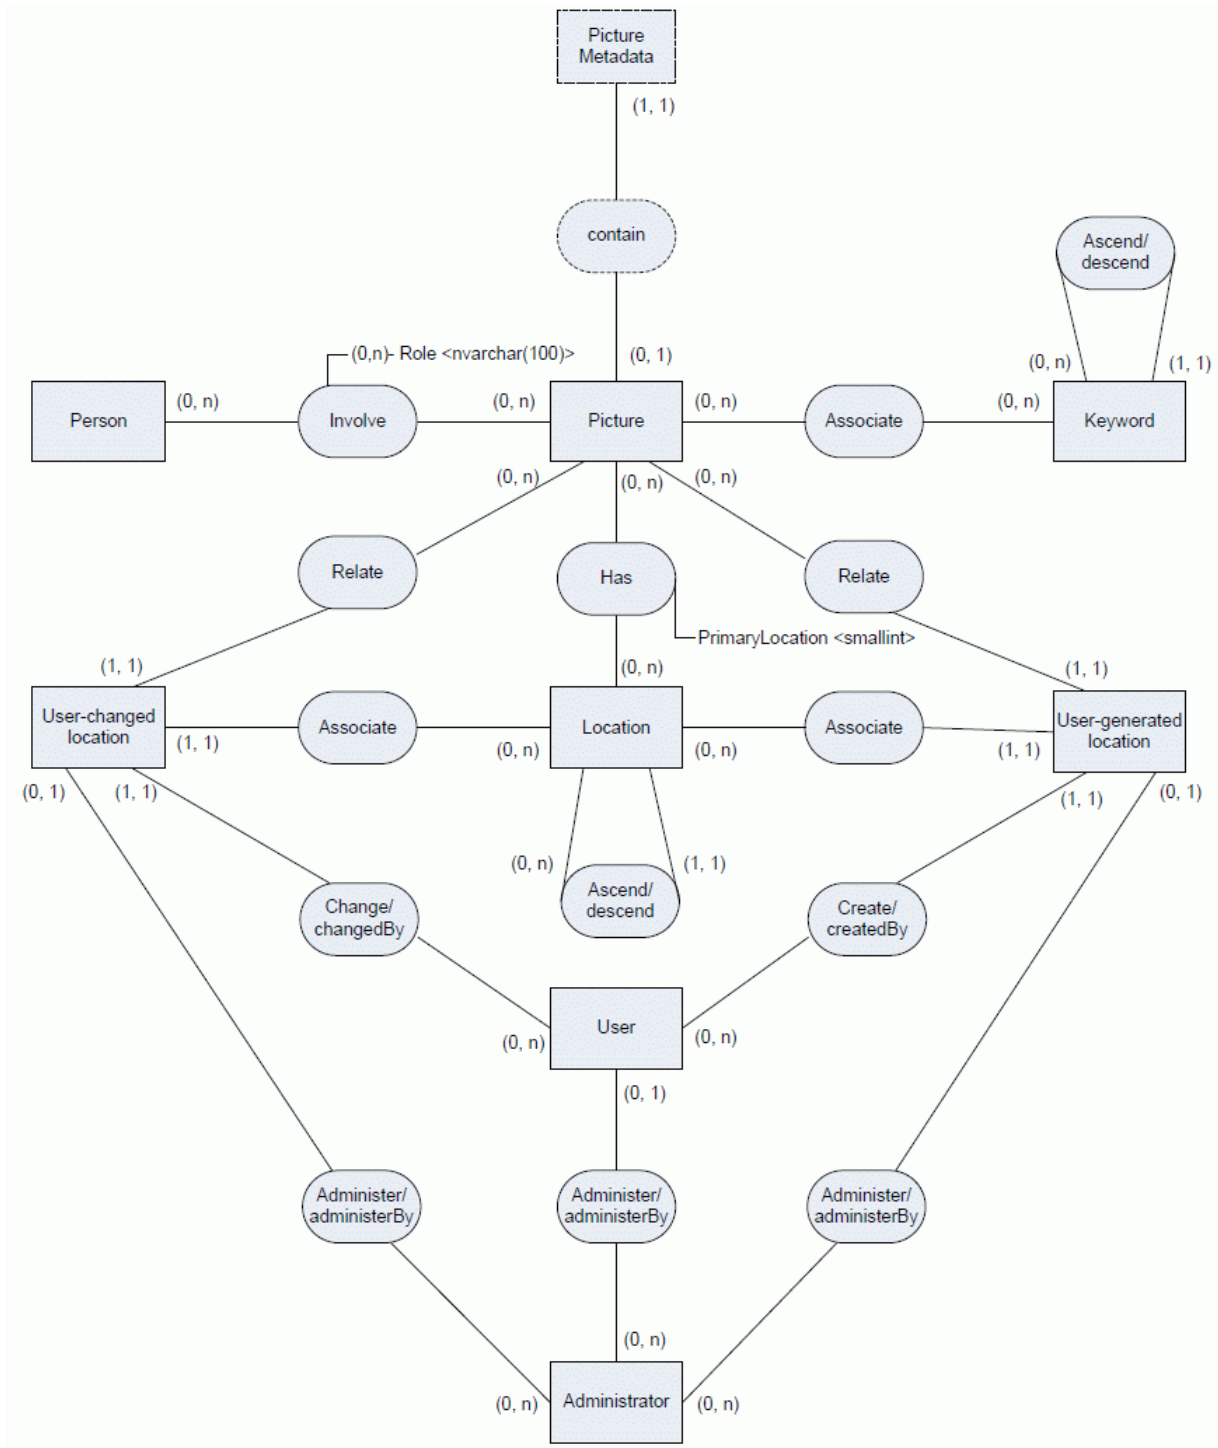 Picture
Metadata
(1, 1)
contain
Ascend/
descend
(0,n)- Role <nvarchar(100)>
(0, 1)
(0, n)
(1, 1)
Person
(0, n)
Involve
(0, n)
Picture
(0, n)
Associate
(0, n)
Keyword
(0, n)
(0, n)
(0, n)
Relate
Has
Relate
PrimaryLocation <smallint>
(1, 1)
(0, n)
(1, 1)
User-changed
location
(1, 1)
Associate
(0, n)
Location
(0, n)
Associate
(1, 1)
User-generated
location
(0, 1)
(1, 1)
(1, 1)
(0, 1)
(0, n)
(1, 1)
Ascend/
descend
Change/
changedBy
Create/
createdBy
User
(0, n)
(0, n)
(0, 1)
Administer/
administerBy
Administer/
administerBy
Administer/
administerBy
(0, n)
(0, n)
Administrator
(0, n)